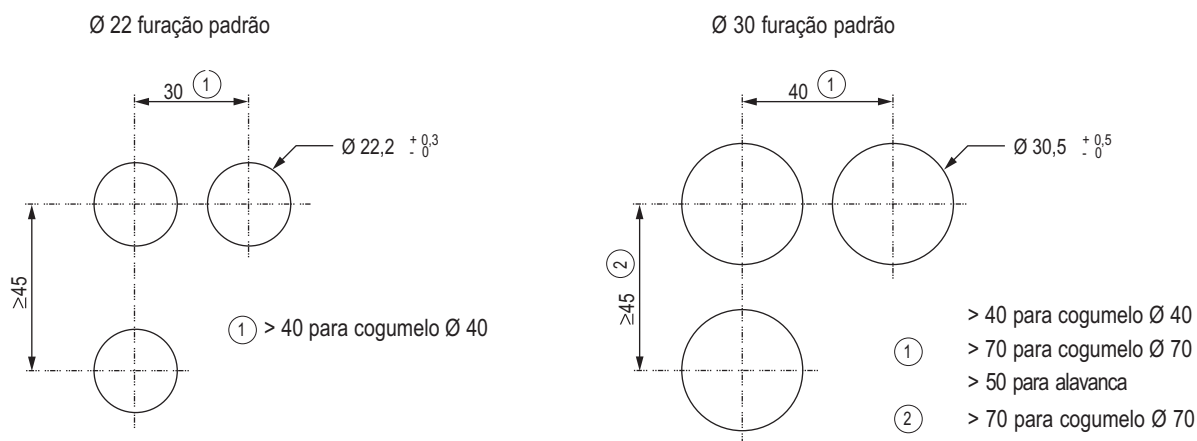 Ø 22 furação padrão
30 1
Ø 22,2 + 0,3
- 0
≥45
1 > 40 para cogumelo Ø 40
Ø 30 furação padrão
40 1
Ø 30,5 + 0,5
- 0
≥45 2
> 40 para cogumelo Ø 40
1 > 70 para cogumelo Ø 70
> 50 para alavanca
2 > 70 para cogumelo Ø 70